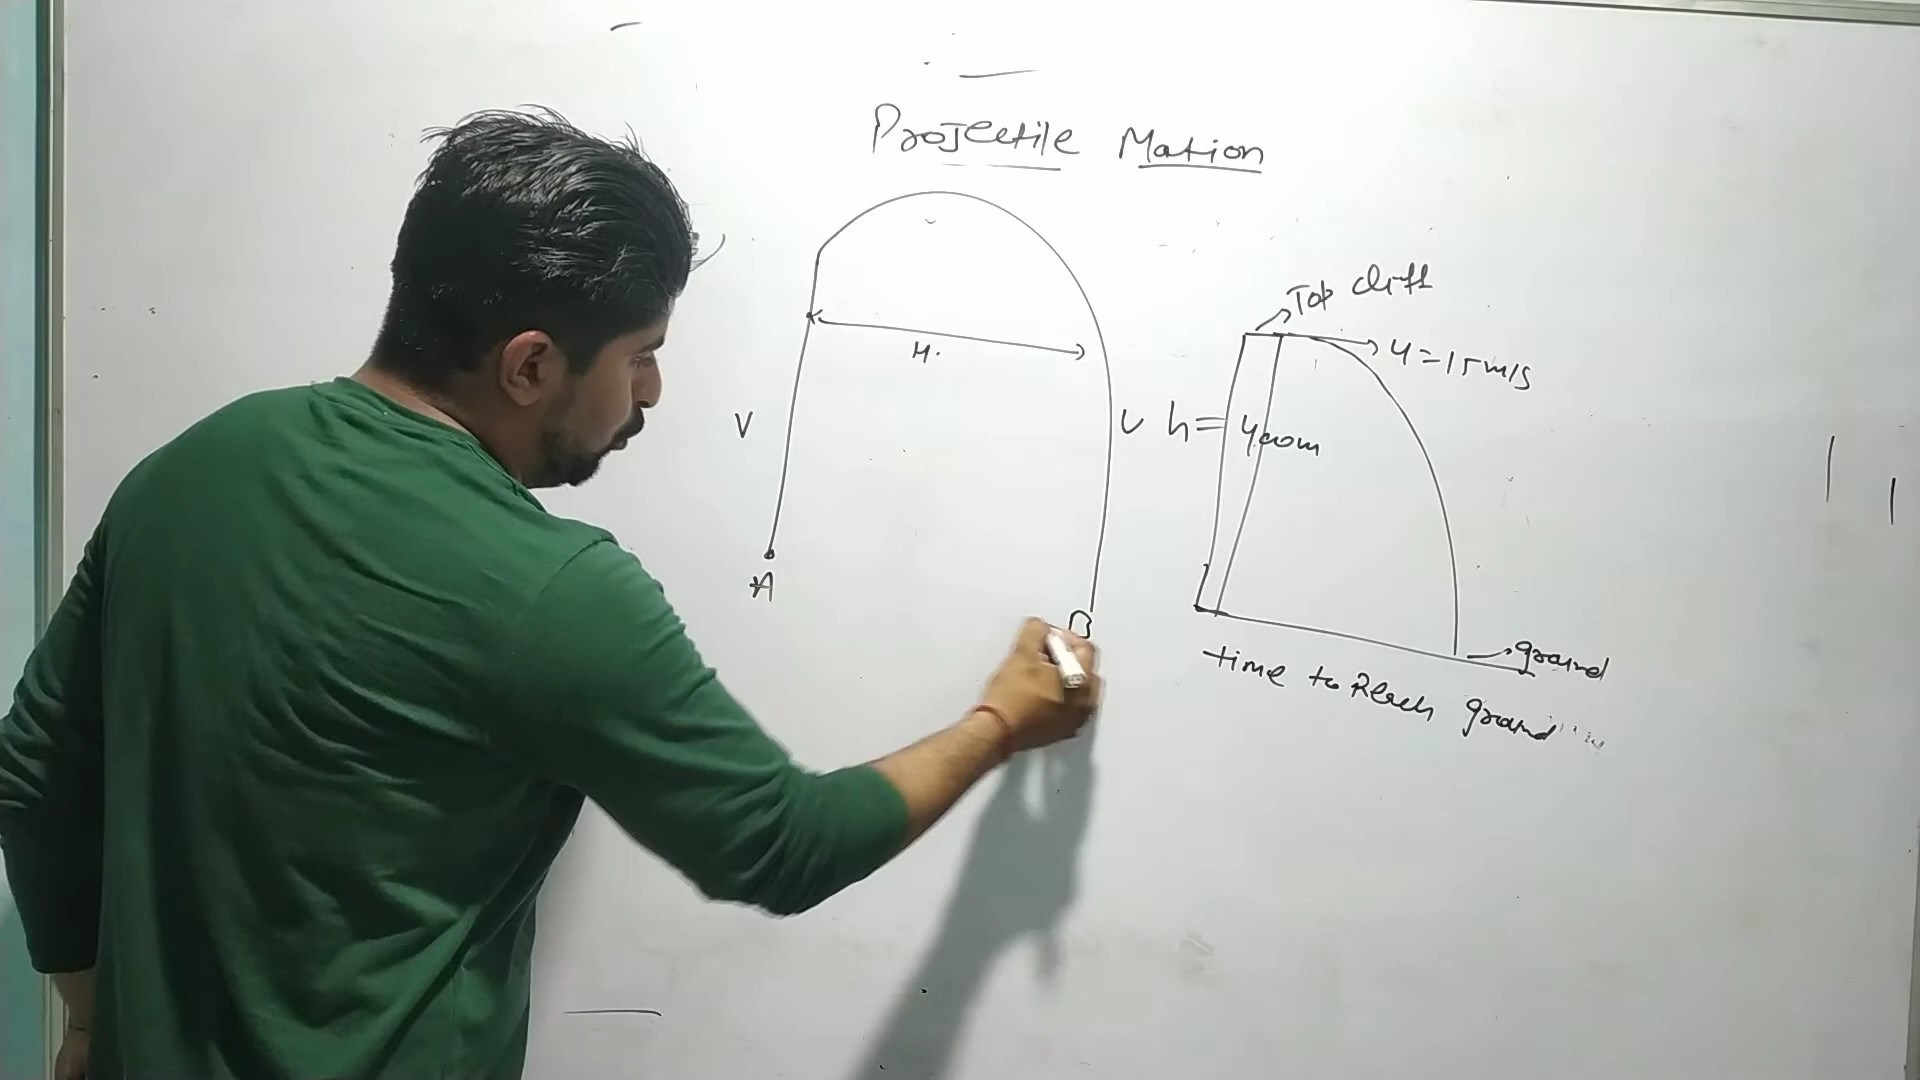 Projectile Motion
H.
V
A
V
B
Top cliff
u = 15 m/s
h = 400m
ground
time to Reach ground